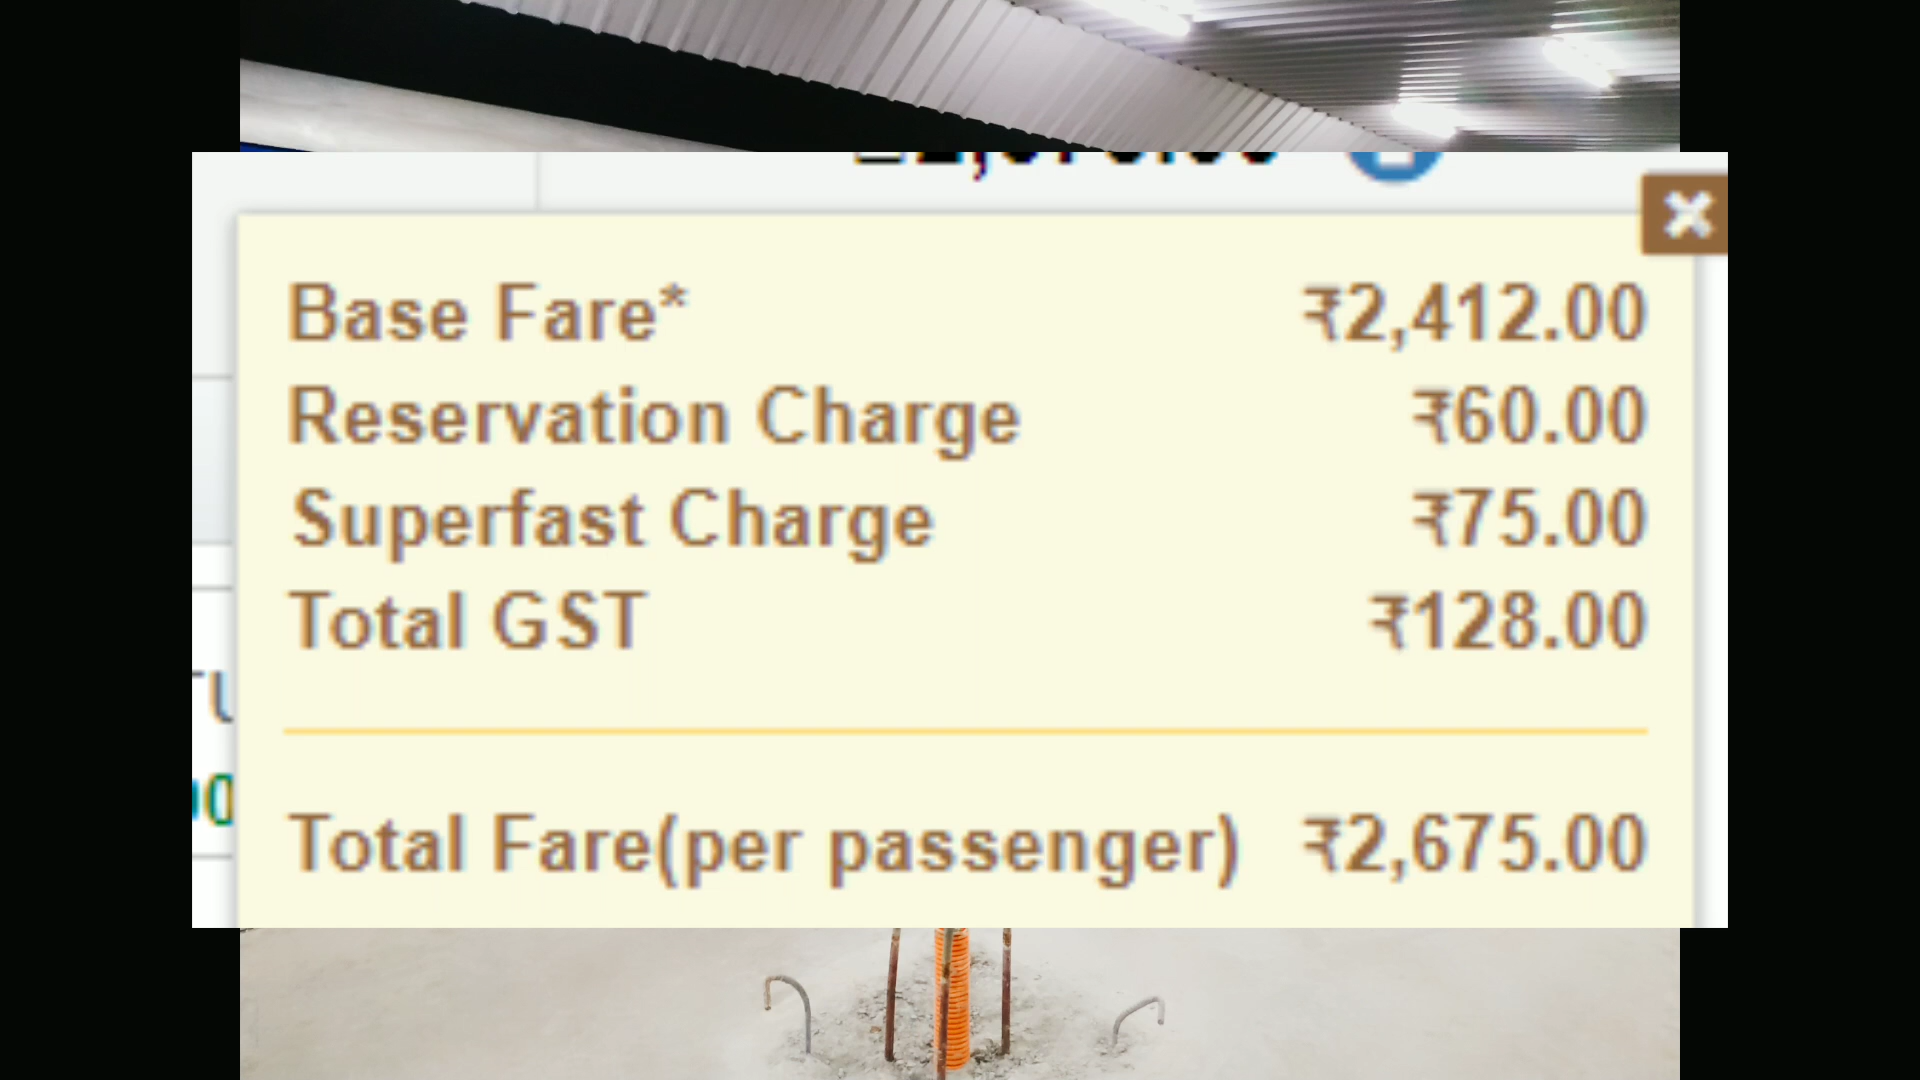 Base Fare* ₹2,412.00
Reservation Charge ₹60.00
Superfast Charge ₹75.00
Total GST ₹128.00
Total Fare(per passenger) ₹2,675.00